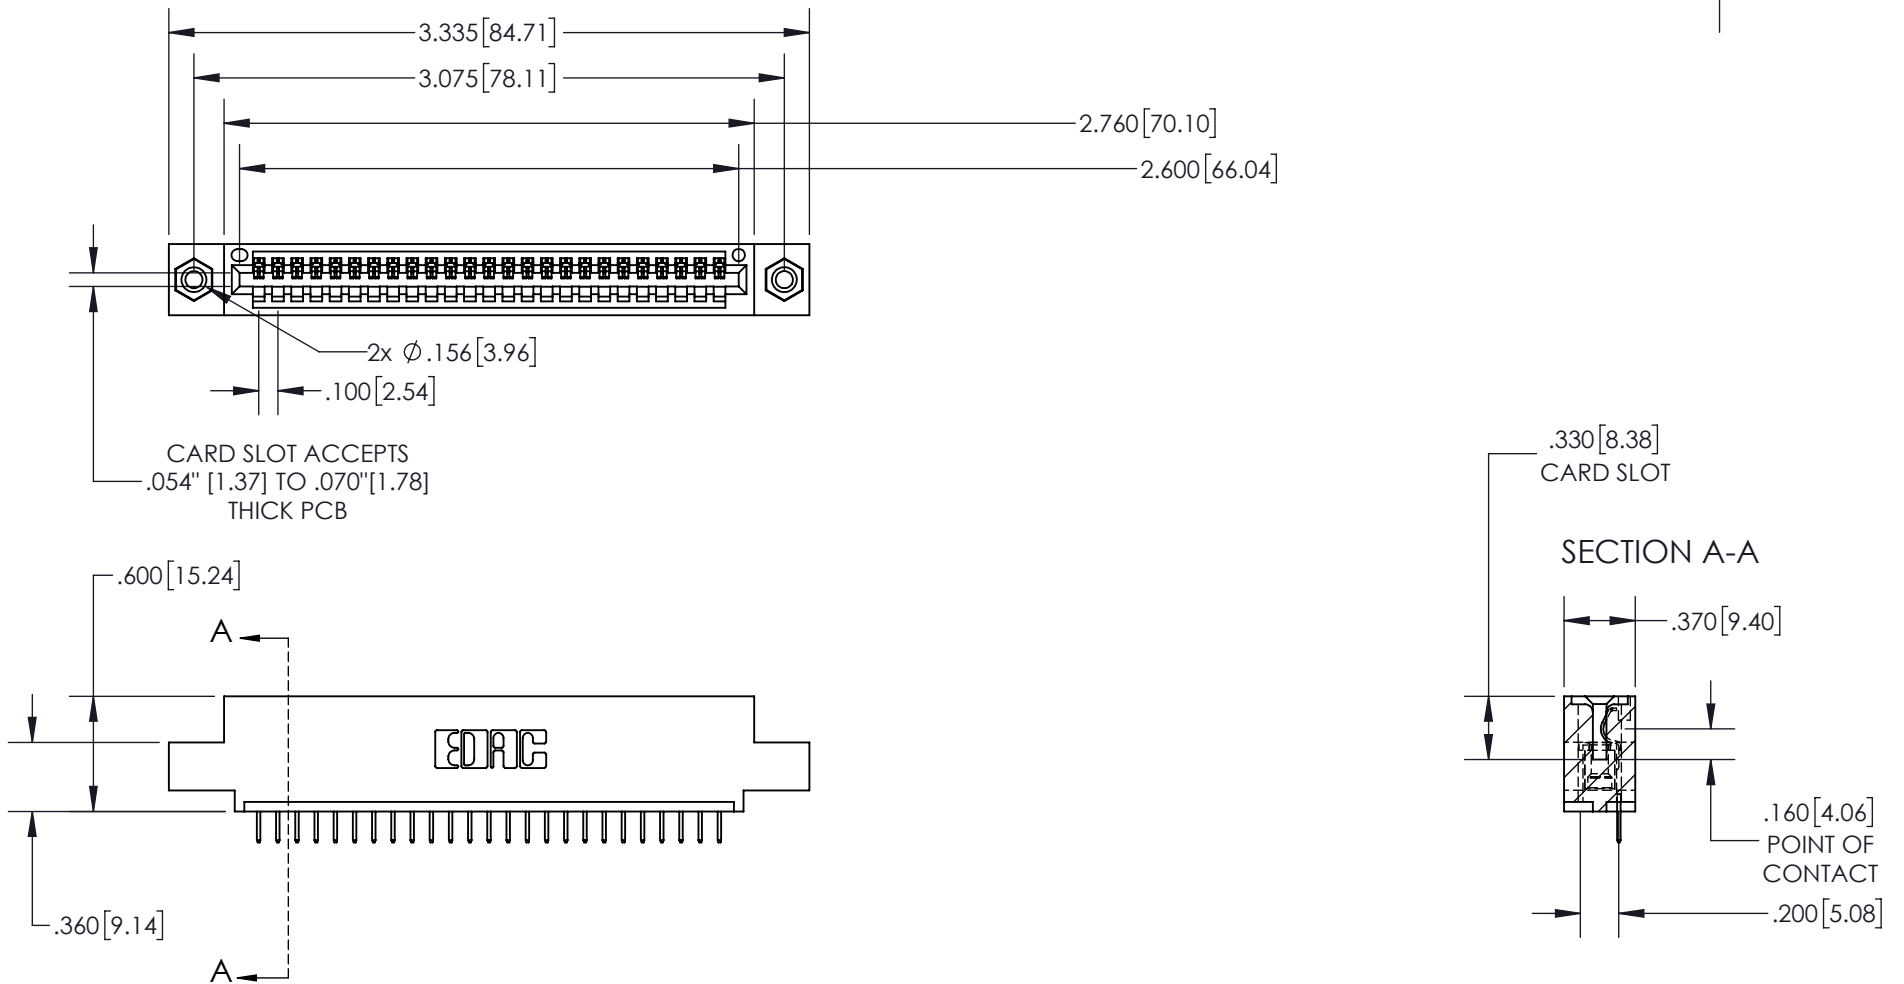 3.335[84.71]
3.075[78.11]
2.760[70.10]
2.600[66.04]
2x ∅.156[3.96]
.100[2.54]
CARD SLOT ACCEPTS
.054" [1.37] TO .070"[1.78]
THICK PCB
.330[8.38]
CARD SLOT
SECTION A-A
.600[15.24]
.370[9.40]
A
EDAC
.160[4.06]
POINT OF
CONTACT
.360[9.14]
.200[5.08]
A